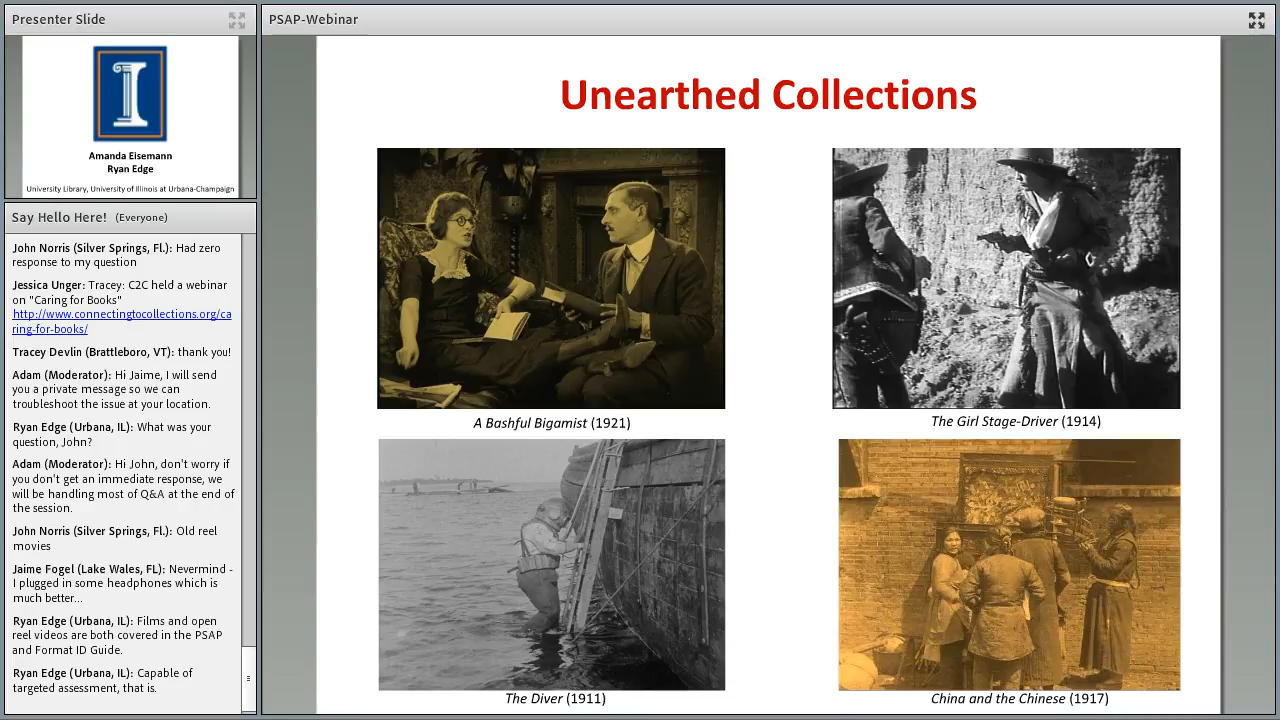 Presenter Slide
Amanda Eisemann
Ryan Edge
University Library, University of Illinois at Urbana-Champaign
Say Hello Here! (Everyone)
John Norris (Silver Springs, Fl.): Had zero
response to my question
Jessica Unger: Tracey: C2C held a webinar
on "Caring for Books"
http://www.connectingtocollections.org/ca
ring-for-books/
Tracey Devlin (Brattleboro, VT): thank you!
Adam (Moderator): Hi Jaime, I will send
you a private message so we can
troubleshoot the issue at your location.
Ryan Edge (Urbana, IL): What was your
question, John?
Adam (Moderator): Hi John, don't worry if
you don't get an immediate response, we
will be handling most of Q&A at the end of
the session.
John Norris (Silver Springs, Fl.): Old reel
movies
Jaime Fogel (Lake Wales, FL): Nevermind -
I plugged in some headphones which is
much better...
Ryan Edge (Urbana, IL): Films and open
reel videos are both covered in the PSAP
and Format ID Guide.
Ryan Edge (Urbana, IL): Capable of
targeted assessment, that is.
PSAP-Webinar
Unearthed Collections
A Bashful Bigamist (1921)
The Girl Stage-Driver (1914)
The Diver (1911)
China and the Chinese (1917)